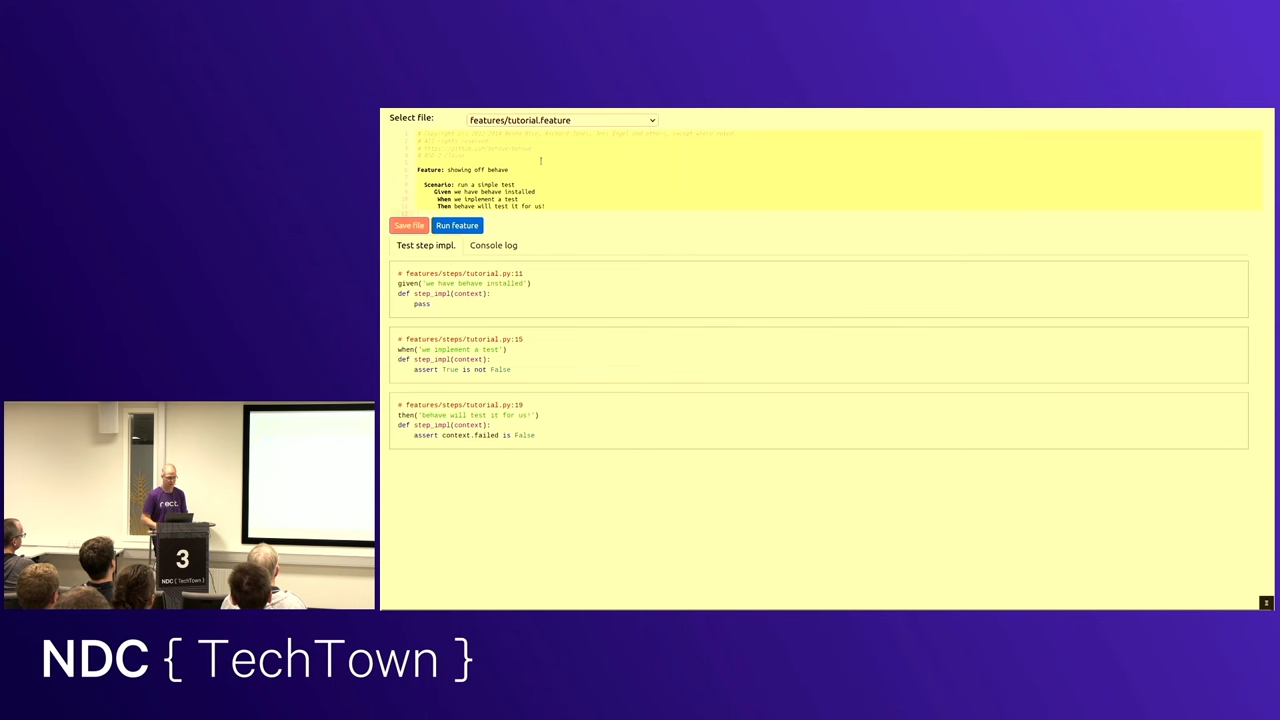 Select file:
features/tutorial.feature
Feature: showing off behave
Scenario: run a simple test
Given we have behave installed
When we implement a test
Then behave will test it for us!
Save file
Run feature
Test step impl.
Console log
# features/steps/tutorial.py:11
given('we have behave installed')
def step_impl(context):
pass
# features/steps/tutorial.py:15
when('we implement a test')
def step_impl(context):
assert True is not False
# features/steps/tutorial.py:19
then('behave will test it for us!')
def step_impl(context):
assert context.failed is False
3
NDC { TechTown }
NDC { TechTown }